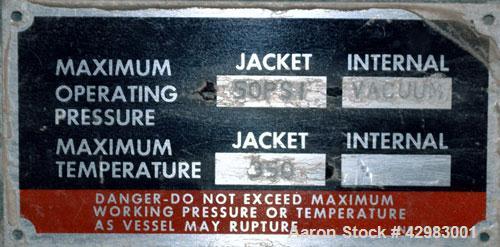 JACKET INTERNAL
MAXIMUM
OPERATING 50PSI VACUUM
PRESSURE
JACKET INTERNAL
MAXIMUM
TEMPERATURE 350
DANGER-DO NOT EXCEED MAXIMUM
WORKING PRESSURE OR TEMPERATURE
AS VESSEL MAY RUPTURE
Aaron Stock # 42983001